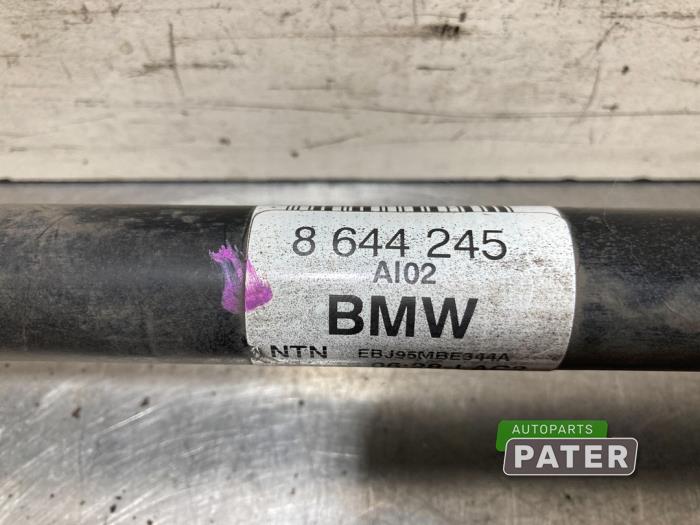 8 644 245
AI02
BMW
NTN EBJ95MBE344A
AUTOPARTS
PATER